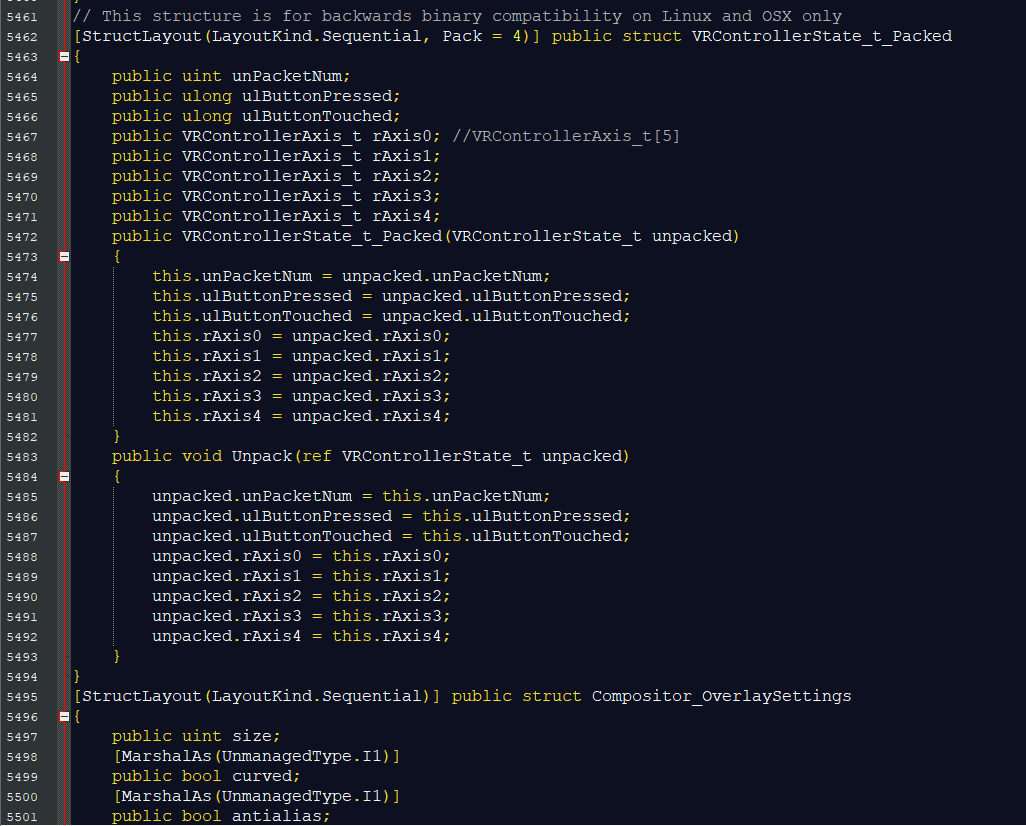 5461 // This structure is for backwards binary compatibility on Linux and OSX only
5462 [StructLayout(LayoutKind.Sequential, Pack = 4)] public struct VRControllerState_t_Packed
5463 {
5464 public uint unPacketNum;
5465 public ulong ulButtonPressed;
5466 public ulong ulButtonTouched;
5467 public VRControllerAxis_t rAxis0; //VRControllerAxis_t[5]
5468 public VRControllerAxis_t rAxis1;
5469 public VRControllerAxis_t rAxis2;
5470 public VRControllerAxis_t rAxis3;
5471 public VRControllerAxis_t rAxis4;
5472 public VRControllerState_t_Packed(VRControllerState_t unpacked)
5473 {
5474 this.unPacketNum = unpacked.unPacketNum;
5475 this.ulButtonPressed = unpacked.ulButtonPressed;
5476 this.ulButtonTouched = unpacked.ulButtonTouched;
5477 this.rAxis0 = unpacked.rAxis0;
5478 this.rAxis1 = unpacked.rAxis1;
5479 this.rAxis2 = unpacked.rAxis2;
5480 this.rAxis3 = unpacked.rAxis3;
5481 this.rAxis4 = unpacked.rAxis4;
5482 }
5483 public void Unpack(ref VRControllerState_t unpacked)
5484 {
5485 unpacked.unPacketNum = this.unPacketNum;
5486 unpacked.ulButtonPressed = this.ulButtonPressed;
5487 unpacked.ulButtonTouched = this.ulButtonTouched;
5488 unpacked.rAxis0 = this.rAxis0;
5489 unpacked.rAxis1 = this.rAxis1;
5490 unpacked.rAxis2 = this.rAxis2;
5491 unpacked.rAxis3 = this.rAxis3;
5492 unpacked.rAxis4 = this.rAxis4;
5493 }
5494 }
5495 [StructLayout(LayoutKind.Sequential)] public struct Compositor_OverlaySettings
5496 {
5497 public uint size;
5498 [MarshalAs(UnmanagedType.I1)]
5499 public bool curved;
5500 [MarshalAs(UnmanagedType.I1)]
5501 public bool antialias;